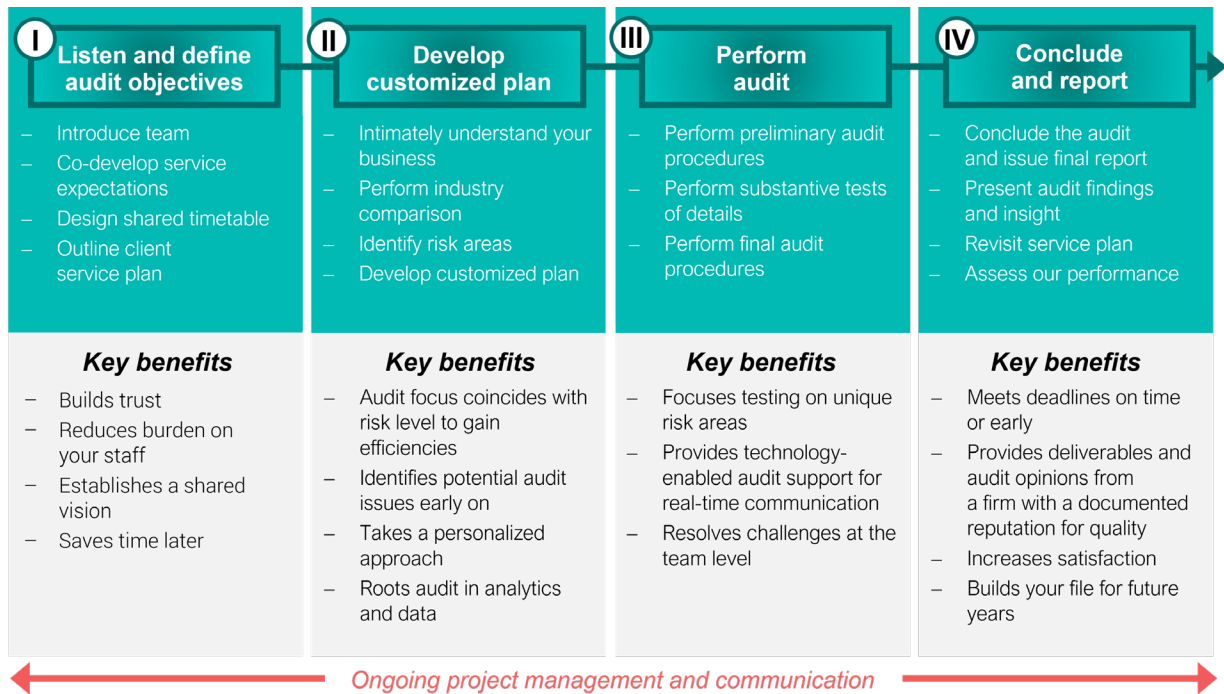 I
Listen and define
audit objectives
– Introduce team
– Co-develop service
expectations
– Design shared timetable
– Outline client
service plan
Key benefits
– Builds trust
– Reduces burden on
your staff
– Establishes a shared
vision
– Saves time later
II
Develop
customized plan
– Intimately understand your
business
– Perform industry
comparison
– Identify risk areas
– Develop customized plan
Key benefits
– Audit focus coincides with
risk level to gain
efficiencies
– Identifies potential audit
issues early on
– Takes a personalized
approach
– Roots audit in analytics
and data
III
Perform
audit
– Perform preliminary audit
procedures
– Perform substantive tests
of details
– Perform final audit
procedures
Key benefits
– Focuses testing on unique
risk areas
– Provides technology-
enabled audit support for
real-time communication
– Resolves challenges at the
team level
IV
Conclude
and report
– Conclude the audit
and issue final report
– Present audit findings
and insight
– Revisit service plan
– Assess our performance
Key benefits
– Meets deadlines on time
or early
– Provides deliverables and
audit opinions from
a firm with a documented
reputation for quality
– Increases satisfaction
– Builds your file for future
years
Ongoing project management and communication